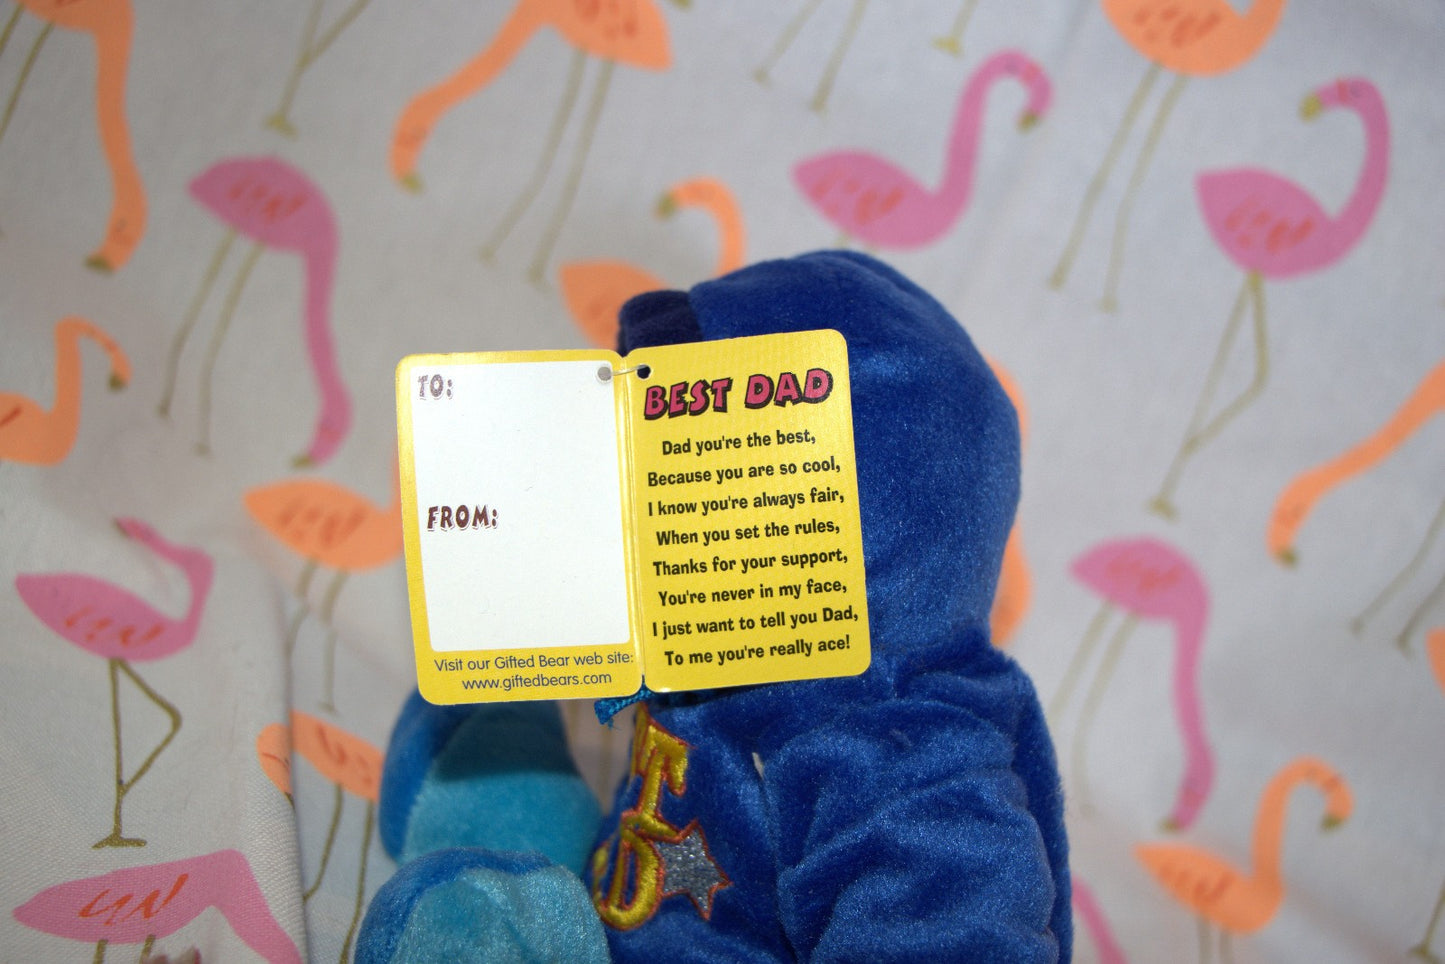 TO:
FROM:
Visit our Gifted Bear web site:
www.giftedbears.com
BEST DAD
Dad you're the best,
Because you are so cool,
I know you're always fair,
When you set the rules,
Thanks for your support,
You're never in my face,
I just want to tell you Dad,
To me you're really ace!